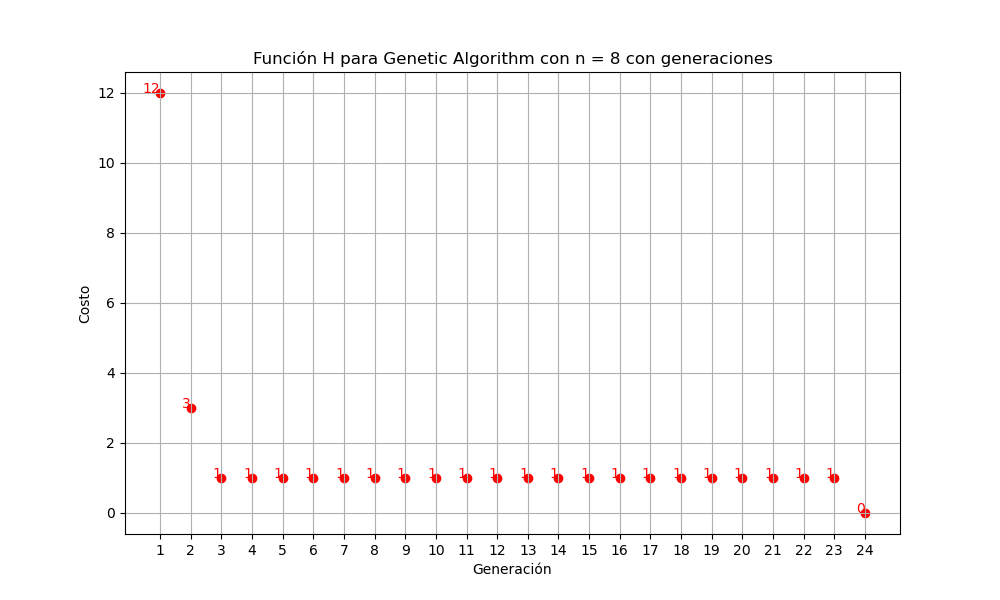 Función H para Genetic Algorithm con n = 8 con generaciones
12
10
8
6
4
2
0
Costo
12
3
1 1 1 1 1 1 1 1 1 1 1 1 1 1 1 1 1 1 1 1 1
0
1 2 3 4 5 6 7 8 9 10 11 12 13 14 15 16 17 18 19 20 21 22 23 24
Generación